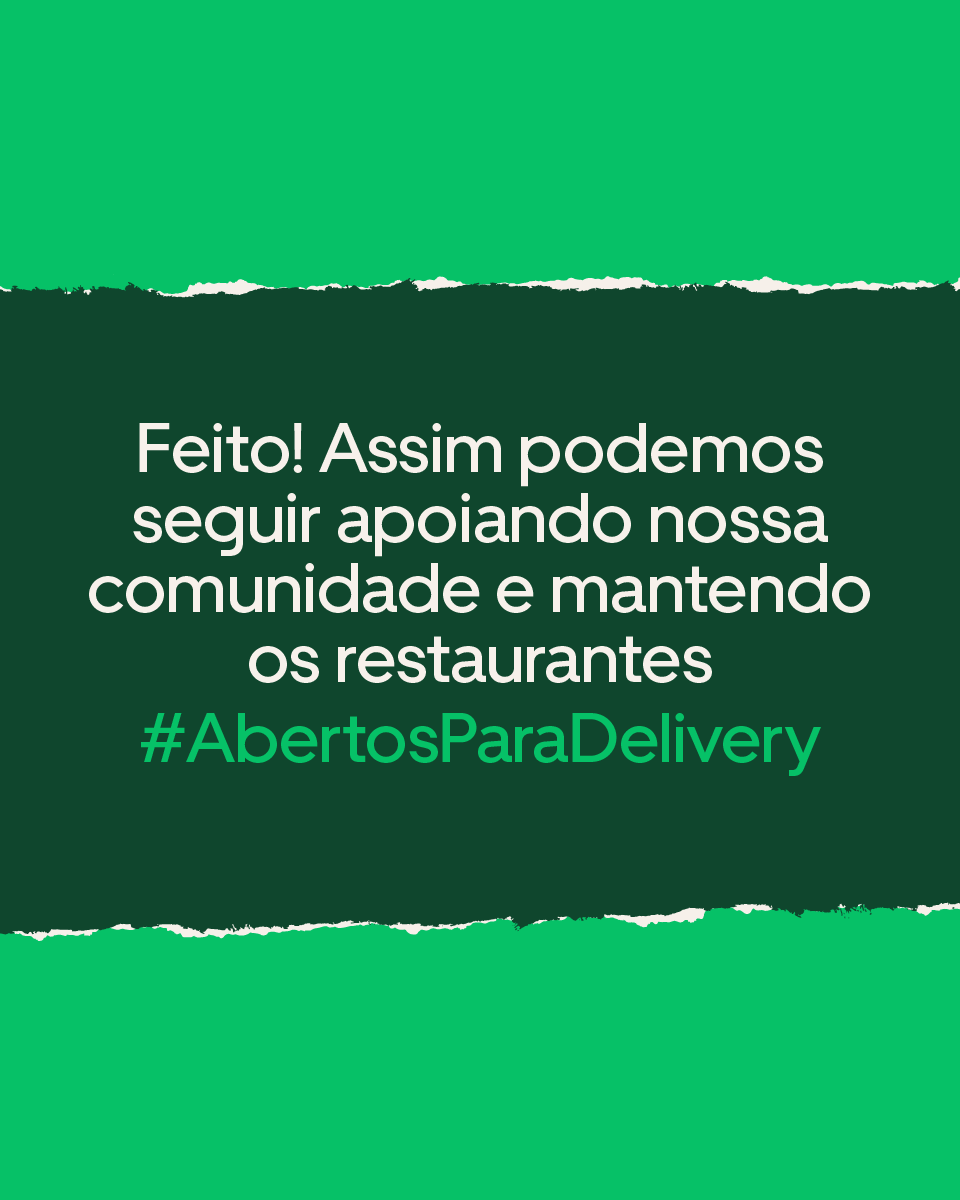 Feito! Assim podemos
seguir apoiando nossa
comunidade e mantendo
os restaurantes
#AbertosParaDelivery